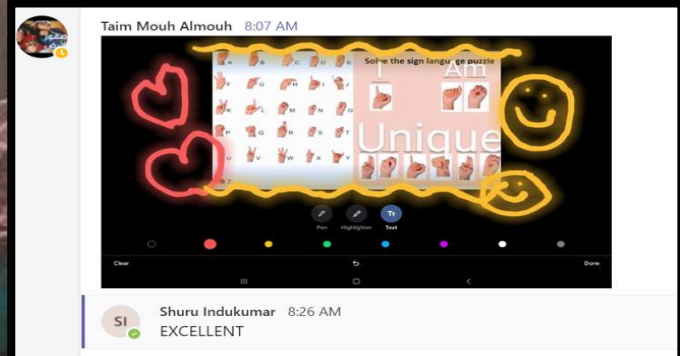 Taim Mouh Almouh 8:07 AM
Solve the sign language puzzle
A B C D E
F G H I J
K L M N O
P Q R S T
U V W X Y
Z
I Am
Unique
Pen Highlighter Text
Tr
Clear Done
SI
Shuru Indukumar 8:26 AM
EXCELLENT